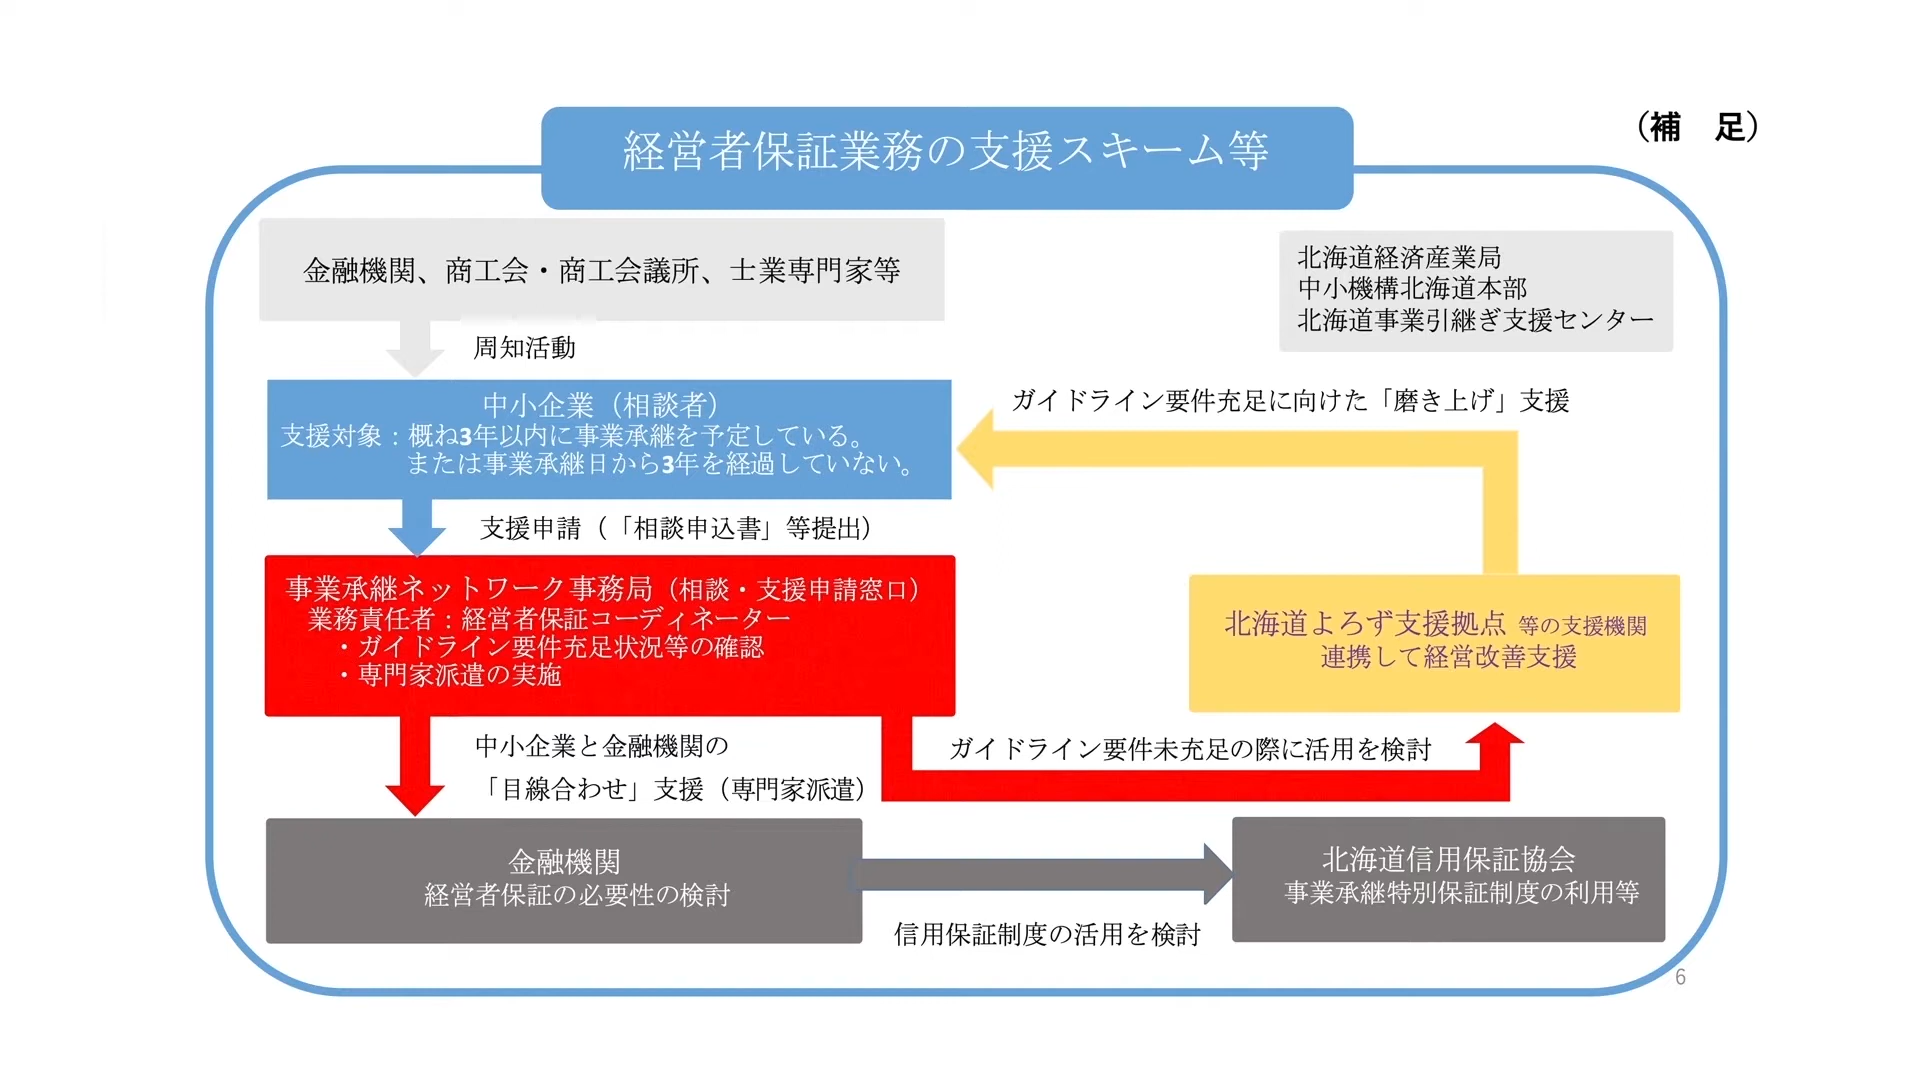 （補　足）
経営者保証業務の支援スキーム等
金融機関、商工会・商工会議所、士業専門家等
北海道経済産業局
中小機構北海道本部
北海道事業引継ぎ支援センター
周知活動
中小企業（相談者）
支援対象：概ね3年以内に事業承継を予定している。
または事業承継日から3年を経過していない。
ガイドライン要件充足に向けた「磨き上げ」支援
支援申請（「相談申込書」等提出）
事業承継ネットワーク事務局（相談・支援申請窓口）
業務責任者：経営者保証コーディネーター
・ガイドライン要件充足状況等の確認
・専門家派遣の実施
北海道よろず支援拠点 等の支援機関
連携して経営改善支援
中小企業と金融機関の
「目線合わせ」支援（専門家派遣）
ガイドライン要件未充足の際に活用を検討
金融機関
経営者保証の必要性の検討
北海道信用保証協会
事業承継特別保証制度の利用等
信用保証制度の活用を検討
6